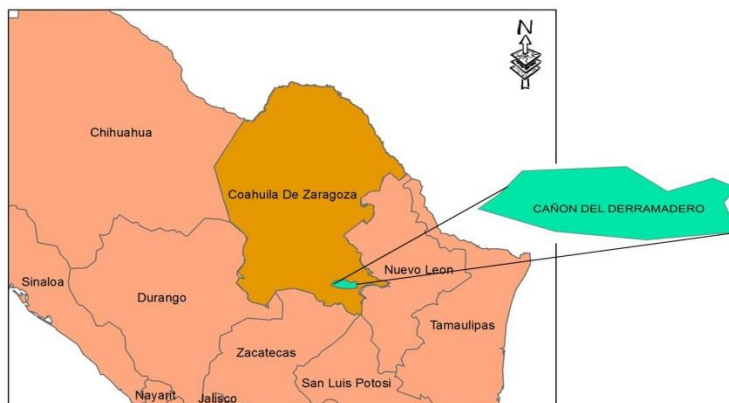 N
Chihuahua
Coahuila De Zaragoza
CAÑON DEL DERRAMADERO
Nuevo Leon
Sinaloa
Durango
Tamaulipas
Zacatecas
San Luis Potosi
Nayarit
Jalisco